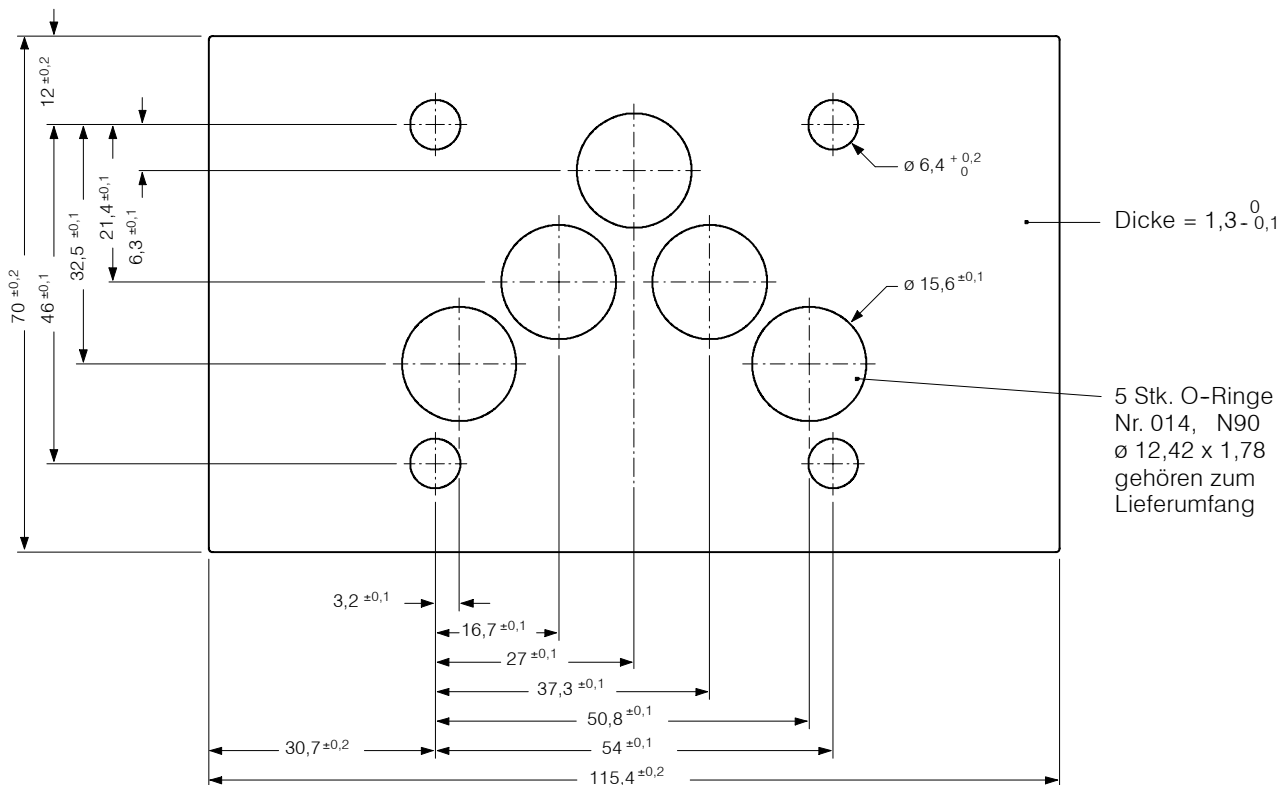 12 ±0,2
ø 6,4 + 0,2
0
Dicke = 1,3 0
- 0,1
6,3 ±0,1
21,4 ±0,1
32,5 ±0,1
46 ±0,1
70 ±0,2
ø 15,6 ±0,1
5 Stk. O-Ringe
Nr. 014, N90
ø 12,42 x 1,78
gehören zum
Lieferumfang
3,2 ±0,1
16,7 ±0,1
27 ±0,1
37,3 ±0,1
50,8 ±0,1
30,7 ±0,2
54 ±0,1
115,4 ±0,2